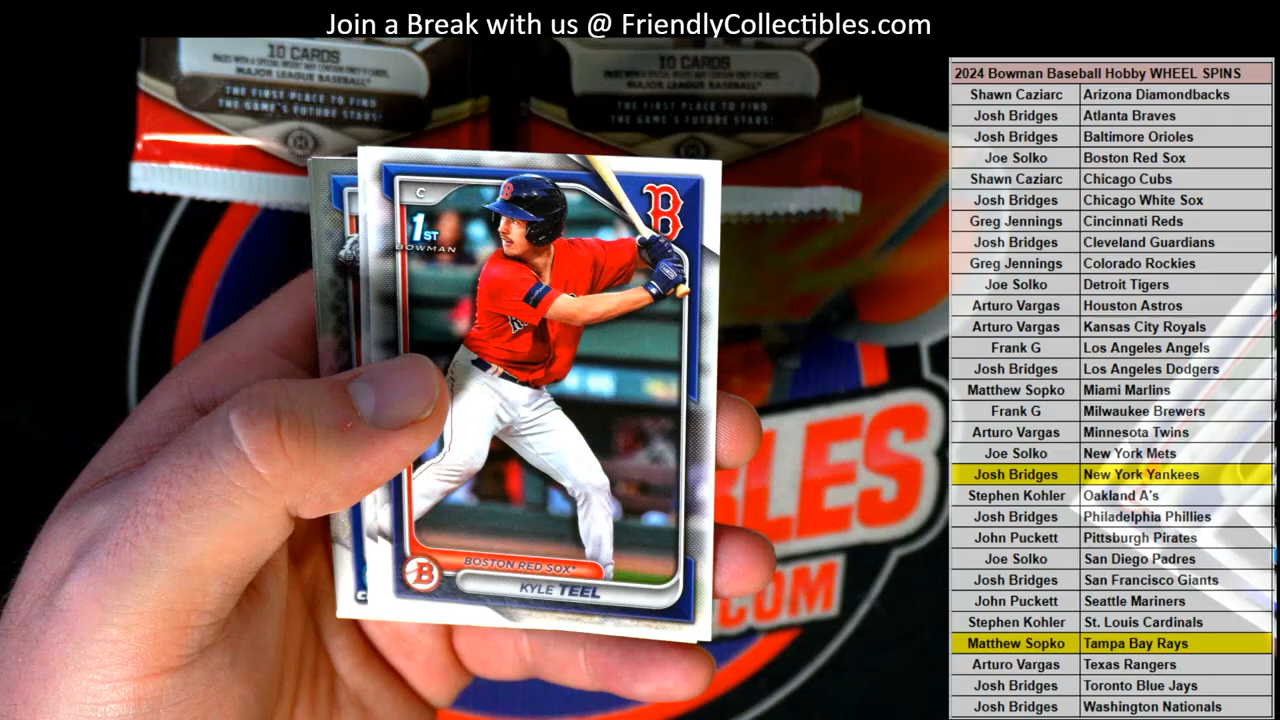 Join a Break with us @ FriendlyCollectibles.com
10 CARDS
MAJOR LEAGUE BASEBALL
THE FIRST PLACE TO FIND
THE GAME'S FUTURE STARS!
10 CARDS
MAJOR LEAGUE BASEBALL
THE FIRST PLACE TO FIND
THE GAME'S FUTURE STARS!
C
B
B
1ST
BOWMAN
BOSTON RED SOX
KYLE TEEL
B
BLES
.COM
2024 Bowman Baseball Hobby WHEEL SPINS
Shawn Caziarc Arizona Diamondbacks
Josh Bridges Atlanta Braves
Josh Bridges Baltimore Orioles
Joe Solko Boston Red Sox
Shawn Caziarc Chicago Cubs
Josh Bridges Chicago White Sox
Greg Jennings Cincinnati Reds
Josh Bridges Cleveland Guardians
Greg Jennings Colorado Rockies
Joe Solko Detroit Tigers
Arturo Vargas Houston Astros
Arturo Vargas Kansas City Royals
Frank G Los Angeles Angels
Josh Bridges Los Angeles Dodgers
Matthew Sopko Miami Marlins
Frank G Milwaukee Brewers
Arturo Vargas Minnesota Twins
Joe Solko New York Mets
Josh Bridges New York Yankees
Stephen Kohler Oakland A's
Josh Bridges Philadelphia Phillies
John Puckett Pittsburgh Pirates
Joe Solko San Diego Padres
Josh Bridges San Francisco Giants
John Puckett Seattle Mariners
Stephen Kohler St. Louis Cardinals
Matthew Sopko Tampa Bay Rays
Arturo Vargas Texas Rangers
Josh Bridges Toronto Blue Jays
Josh Bridges Washington Nationals